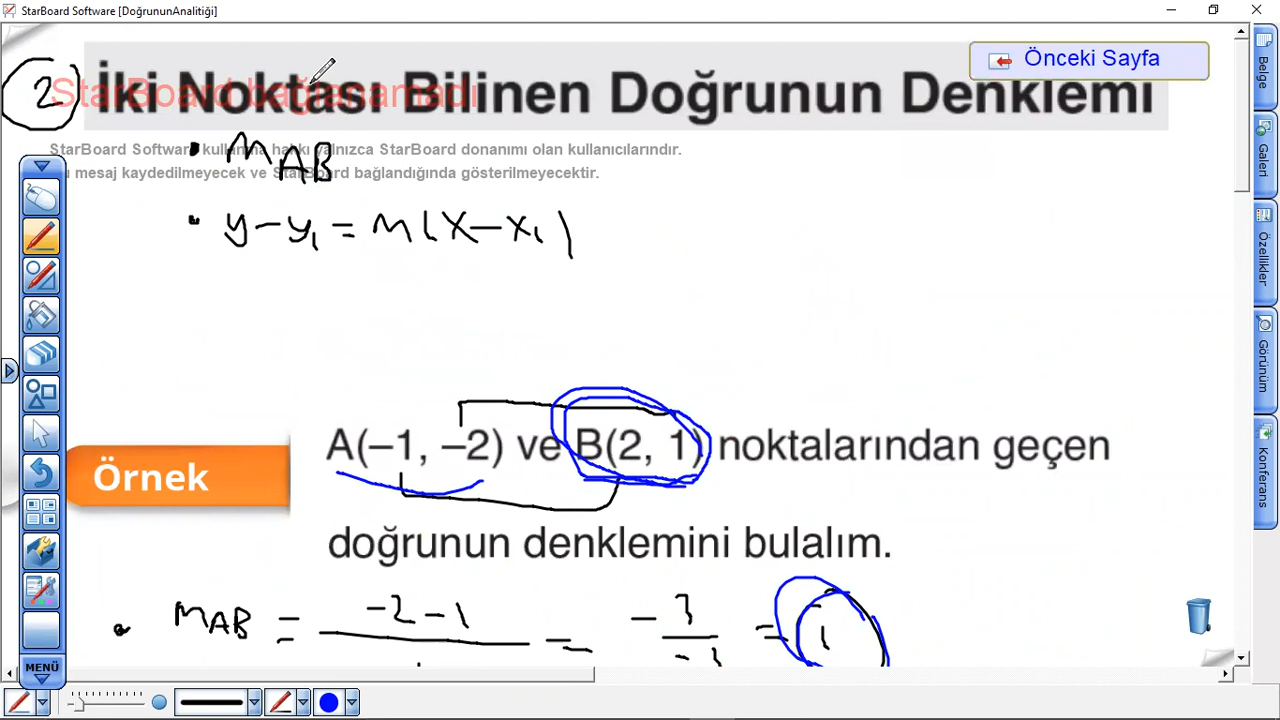 StarBoard Software [DoğrununAnalitiği]
2 İki Noktası Bilinen Doğrunun Denklemi
StarBoard bağlanamadı
Önceki Sayfa
StarBoard Software kullanma hakkı yalnızca StarBoard donanımı olan kullanıcılarındır.
mesaj kaydedilmeyecek ve StarBoard bağlandığında gösterilmeyecektir.
• MAB
• y-y₁ = m(x-x₁)
A(–1, –2) ve B(2, 1) noktalarından geçen
Örnek
doğrunun denklemini bulalım.
• MAB = -2-1 = -3 = 1
MENÜ
Belge
Galeri
Özellikler
Görünüm
Konferans